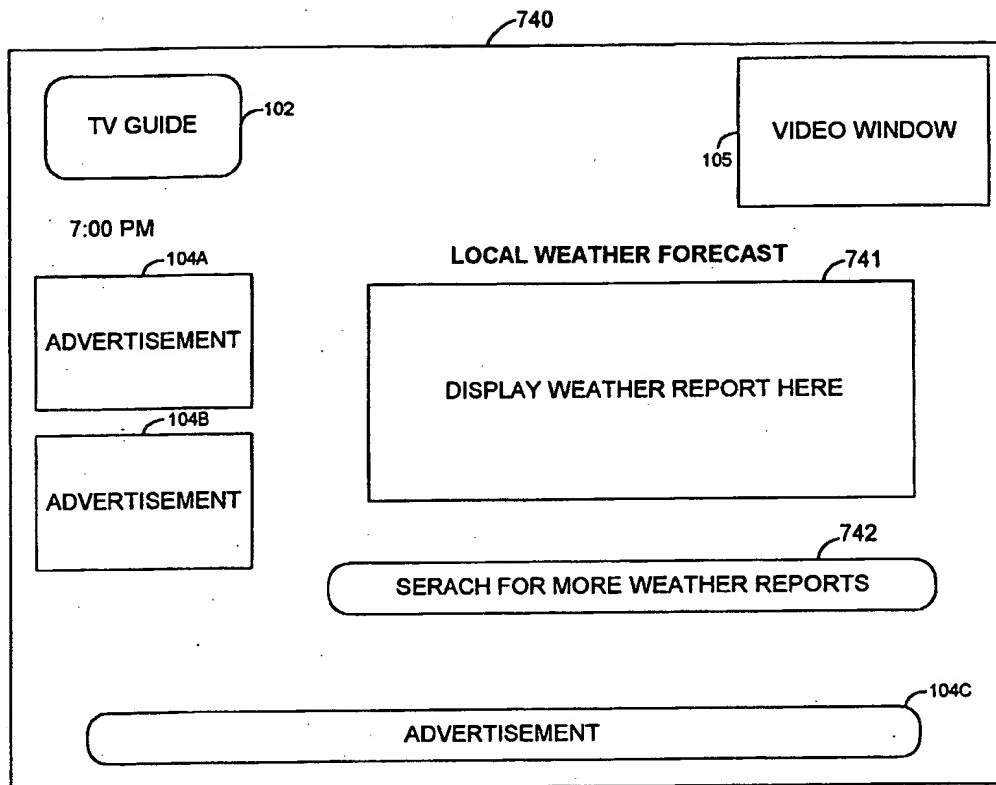 740
TV GUIDE
102
VIDEO WINDOW
105
7:00 PM
LOCAL WEATHER FORECAST
104A
741
ADVERTISEMENT
DISPLAY WEATHER REPORT HERE
104B
ADVERTISEMENT
742
SERACH FOR MORE WEATHER REPORTS
104C
ADVERTISEMENT